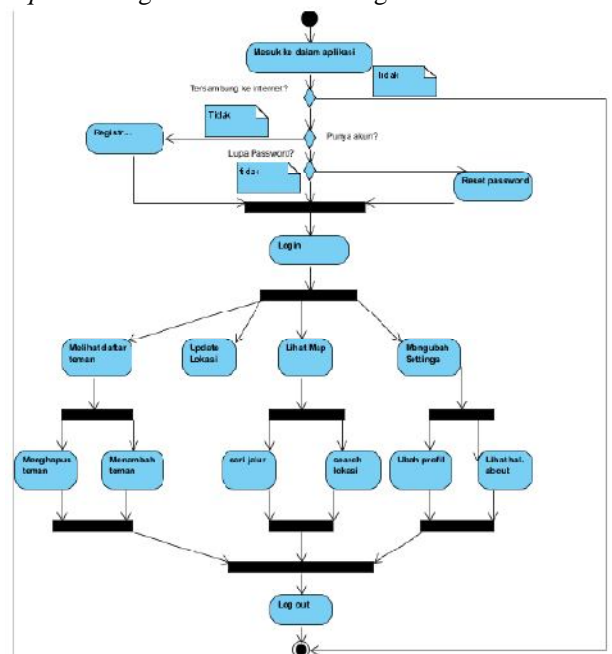 Masuk ke dalam aplikasi
tidak
Tersambung ke internet?
Tidak
Registr...
Punya akun?
Lupa Password?
tidak
Reset password
Login
Melihat daftar
teman
Update
Lokasi
Lihat Map
Mengubah
Settings
Menghapus
teman
Menambah
teman
cari jalur
search
lokasi
Ubah profil
Lihat hal.
about
Log out